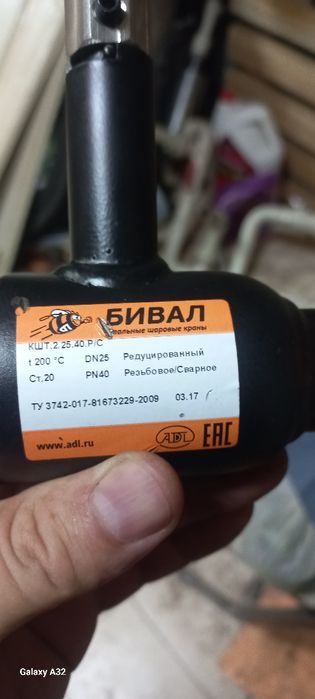 БИВАЛ
шаровые краны
КШТ.2.25.40.Р/С
t 200 °C DN25 Редуцированный
Ст.20 PN40 Резьбовое/Сварное
ТУ 3742-017-81673229-2009 03.17
www.adl.ru ADL EAC
Galaxy A32